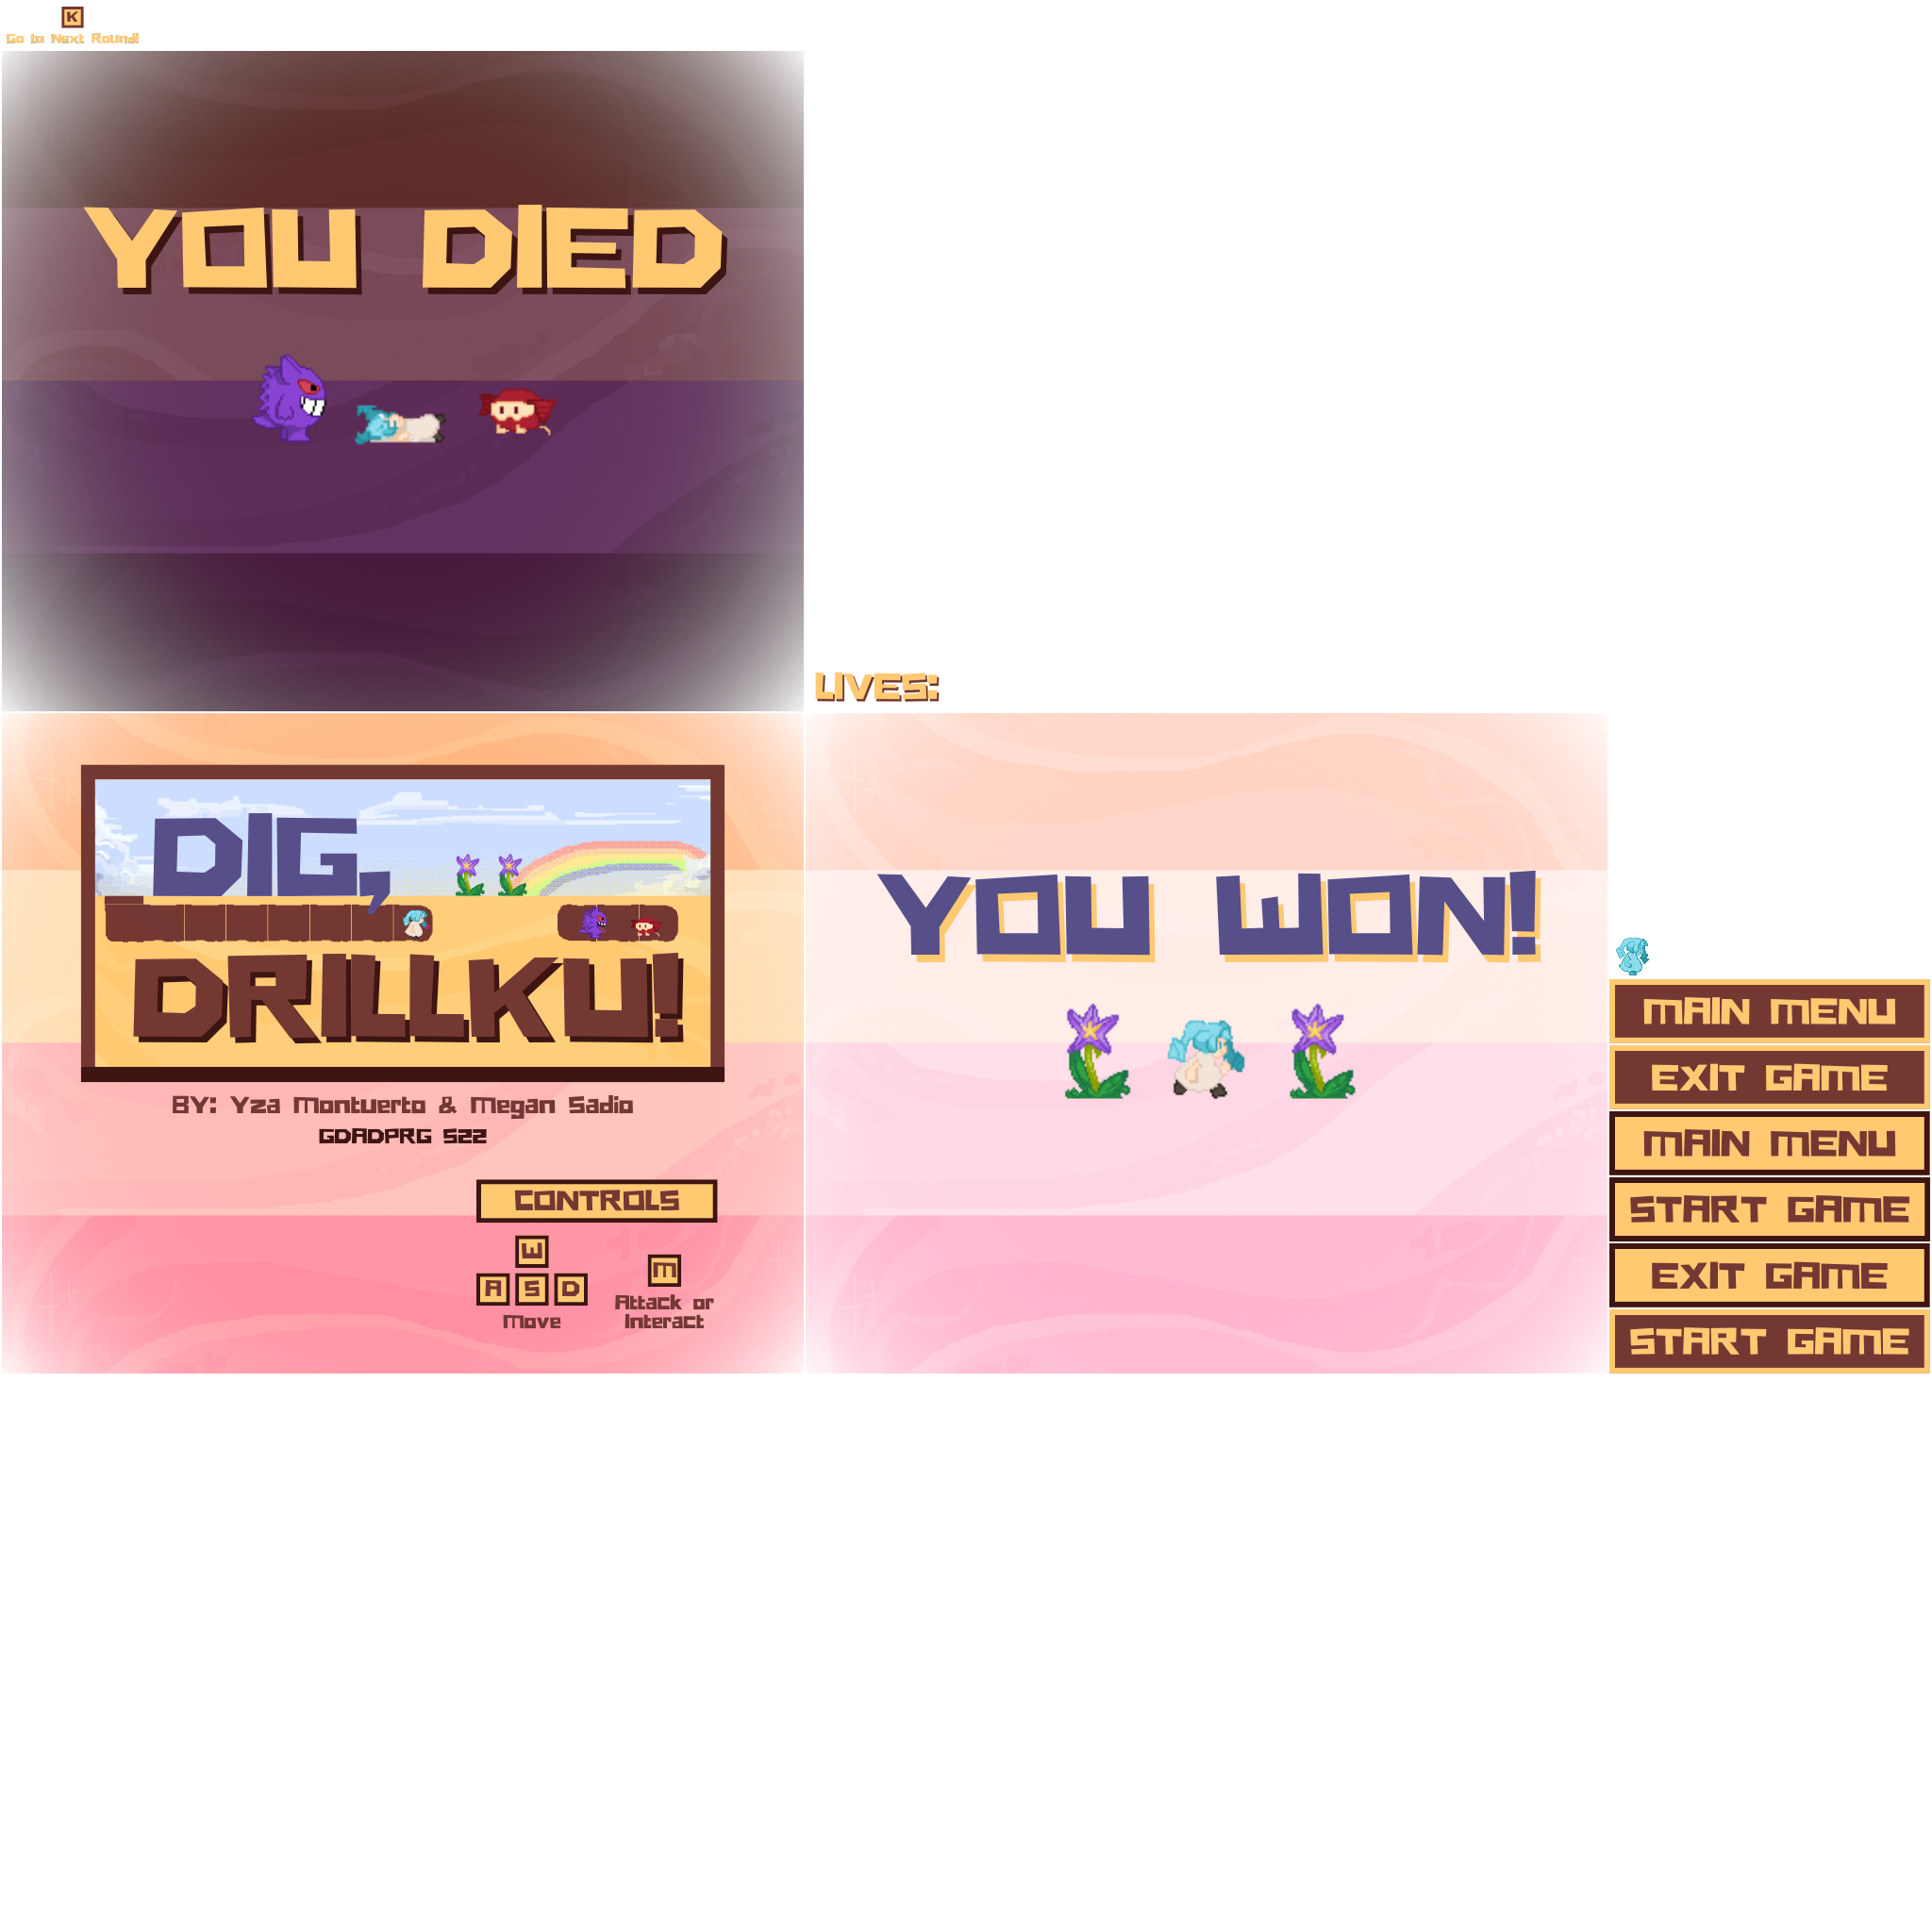 K
Go to Next Round!
YOU DIED
LIVES:
DIG,
DRILLKU!
BY: Yza Montuerto & Megan Sadio
GDADPRG S22
CONTROLS
W
A S D
Move
M
Attack or
Interact
YOU WON!
MAIN MENU
EXIT GAME
MAIN MENU
START GAME
EXIT GAME
START GAME